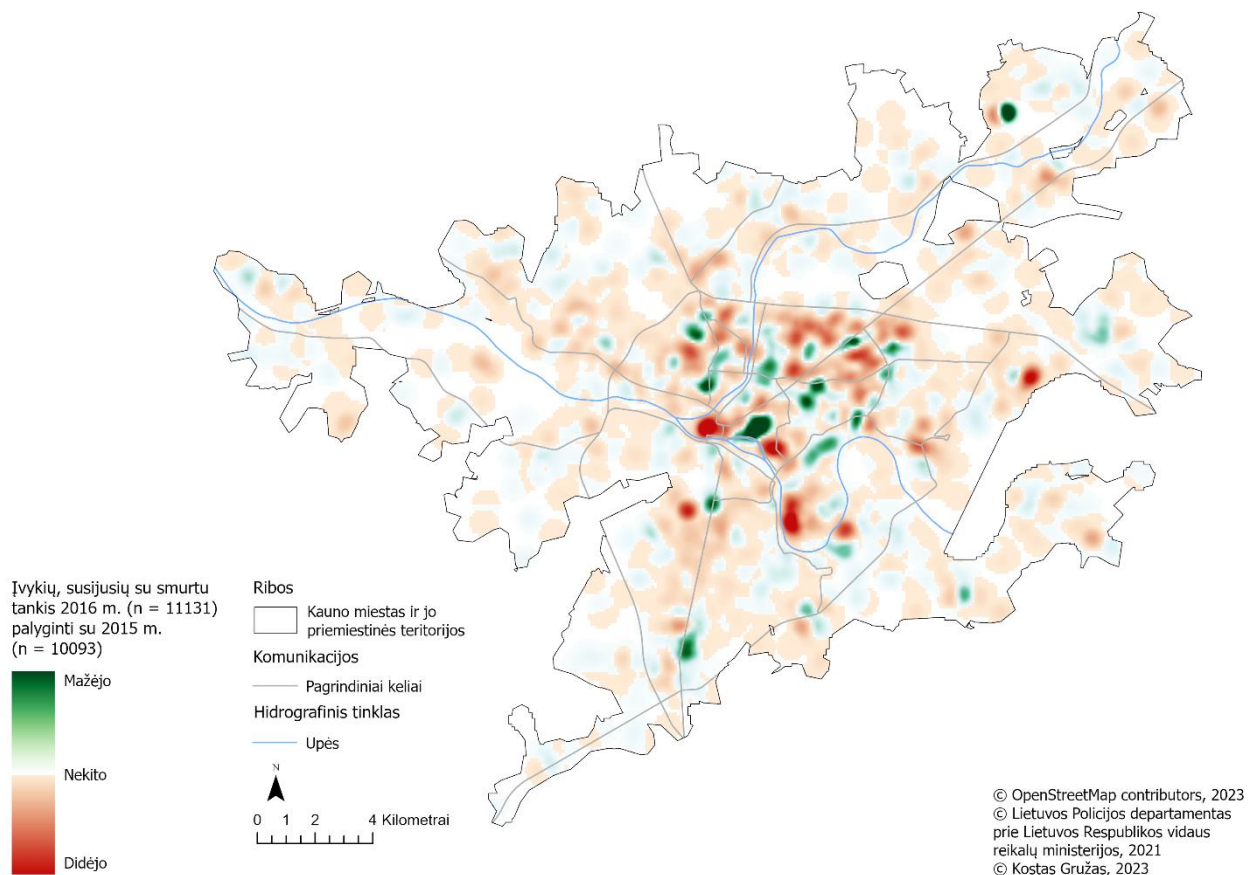 Įvykių, susijusių su smurtu
tankis 2016 m. (n = 11131)
palyginti su 2015 m.
(n = 10093)
Mažėjo
Nekito
Didėjo
Ribos
Kauno miestas ir jo
priemiestinės teritorijos
Komunikacijos
Pagrindiniai keliai
Hidrografinis tinklas
Upės
N
0 1 2 4 Kilometrai
© OpenStreetMap contributors, 2023
© Lietuvos Policijos departamentas
prie Lietuvos Respublikos vidaus
reikalų ministerijos, 2021
© Kostas Gružas, 2023